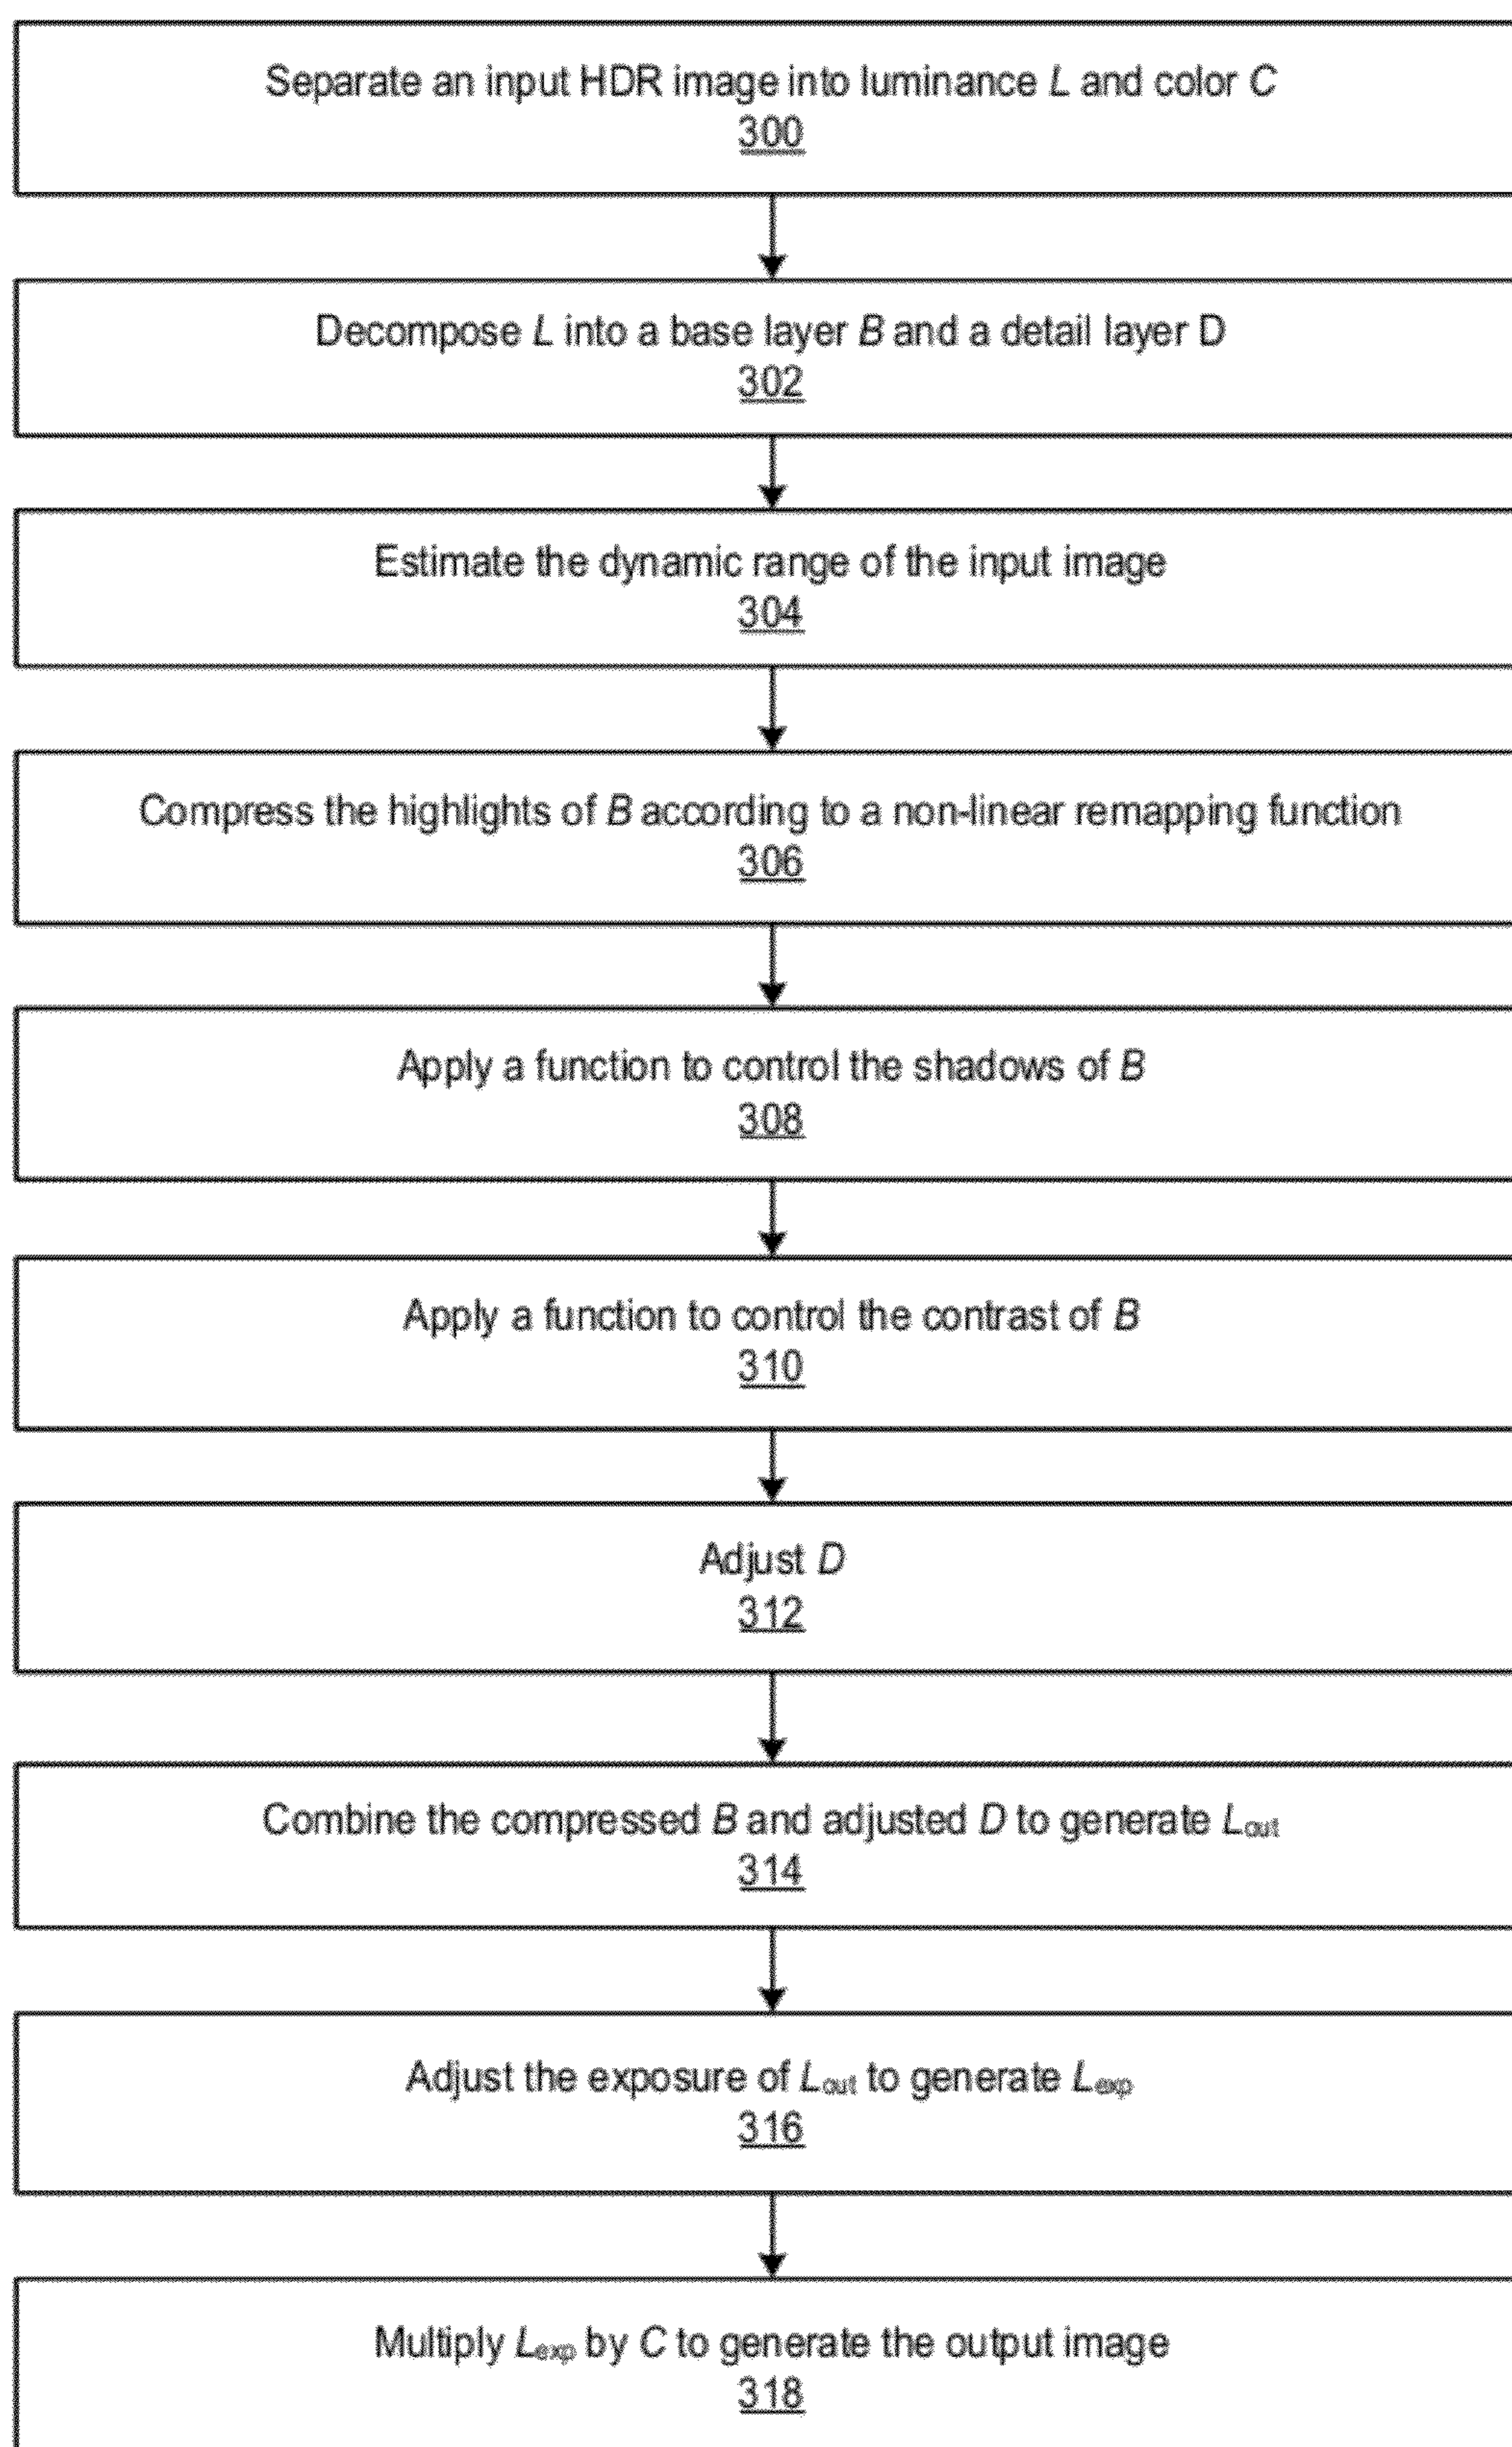 Separate an input HDR image into luminance L and color C
300
Decompose L into a base layer B and a detail layer D
302
Estimate the dynamic range of the input image
304
Compress the highlights of B according to a non-linear remapping function
306
Apply a function to control the shadows of B
308
Apply a function to control the contrast of B
310
Adjust D
312
Combine the compressed B and adjusted D to generate Lout
314
Adjust the exposure of Lout to generate Lexp
316
Multiply Lexp by C to generate the output image
318